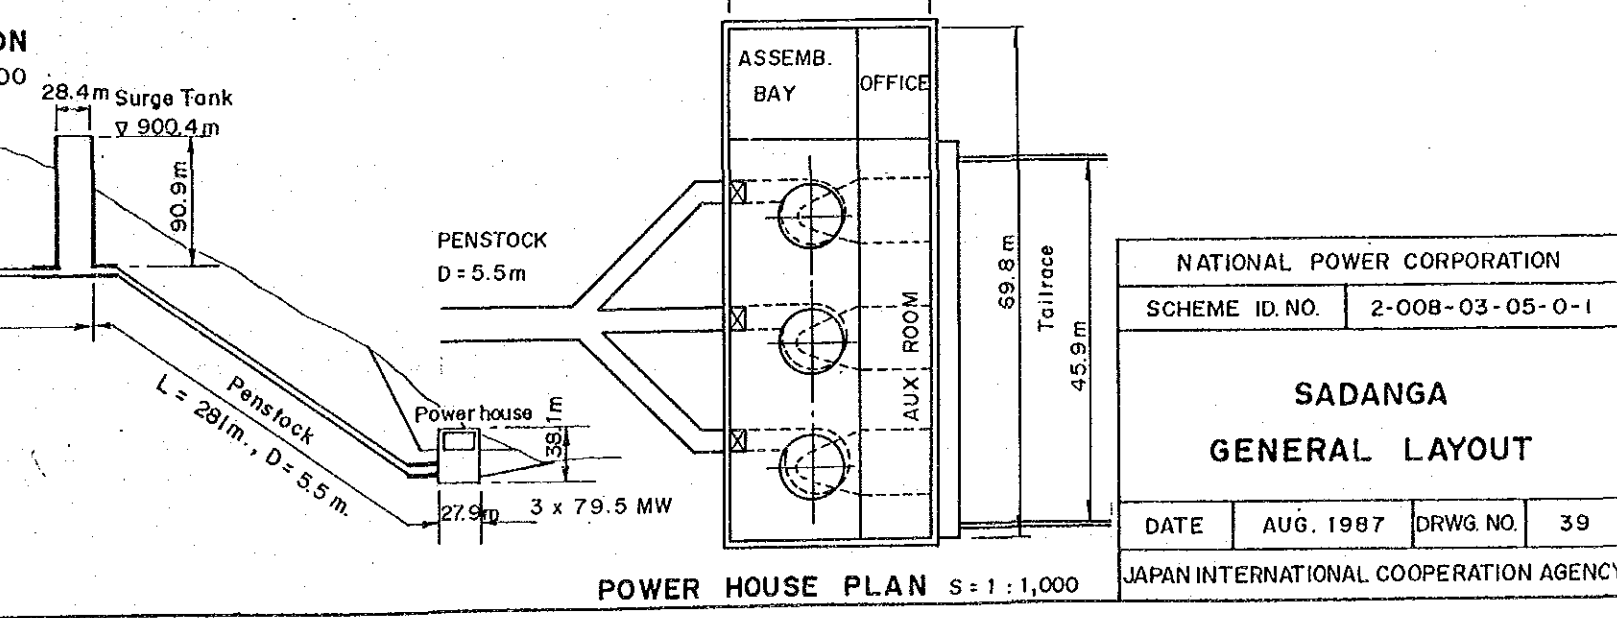 ON
00
28.4m
Surge Tank
∇ 900.4m
90.9m
Penstock
L = 281m., D = 5.5 m.
Power house
38.1m
27.9m
3 x 79.5 MW
PENSTOCK
D = 5.5m
ASSEMB.
BAY
OFFICE
AUX ROOM
69.8m
Tailrace
45.9m
POWER HOUSE PLAN S = 1 : 1,000
NATIONAL POWER CORPORATION
SCHEME ID. NO. 2-008-03-05-0-1
SADANGA
GENERAL LAYOUT
DATE AUG. 1987 DRWG. NO. 39
JAPAN INTERNATIONAL COOPERATION AGENCY